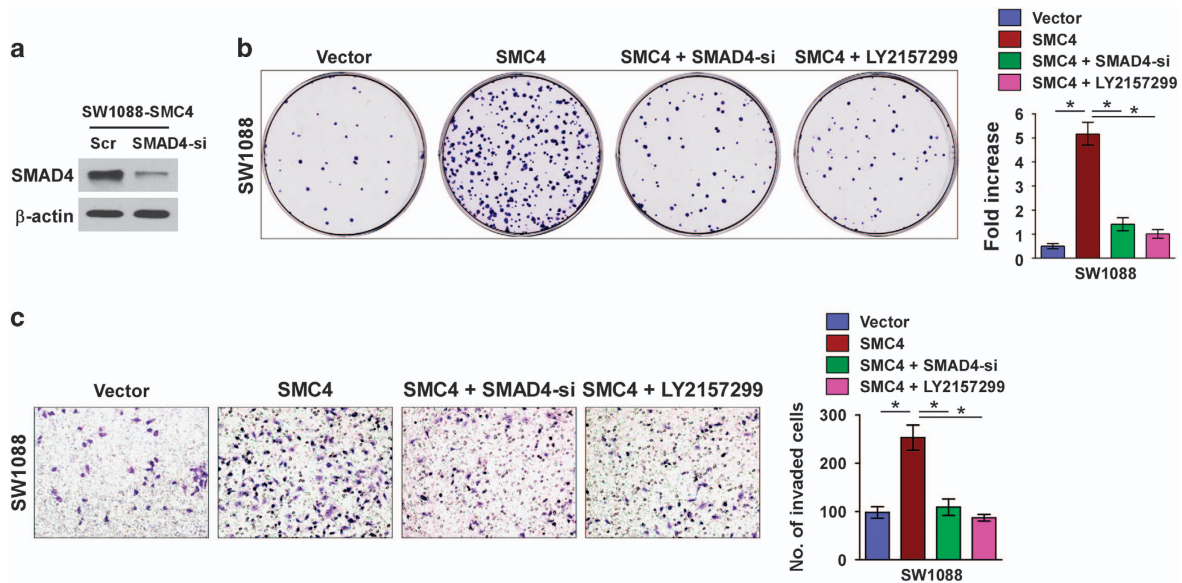 a
SW1088-SMC4
Scr SMAD4-si
SMAD4
β-actin
b
Vector SMC4 SMC4 + SMAD4-si SMC4 + LY2157299
SW1088
Vector
SMC4
SMC4 + SMAD4-si
SMC4 + LY2157299
* * *
Fold increase
6
5
4
3
2
1
0
SW1088
c
Vector SMC4 SMC4 + SMAD4-si SMC4 + LY2157299
SW1088
Vector
SMC4
SMC4 + SMAD4-si
SMC4 + LY2157299
* * *
No. of invaded cells
300
200
100
0
SW1088